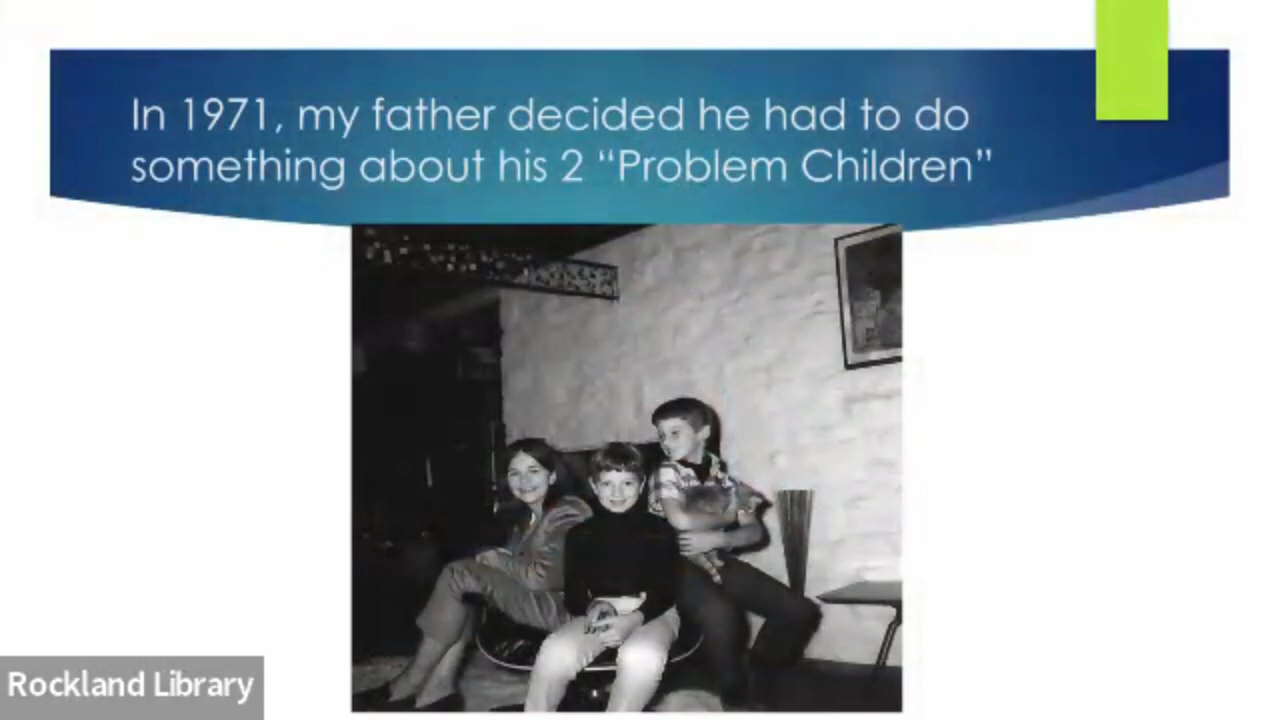 In 1971, my father decided he had to do
something about his 2 “Problem Children”
Rockland Library